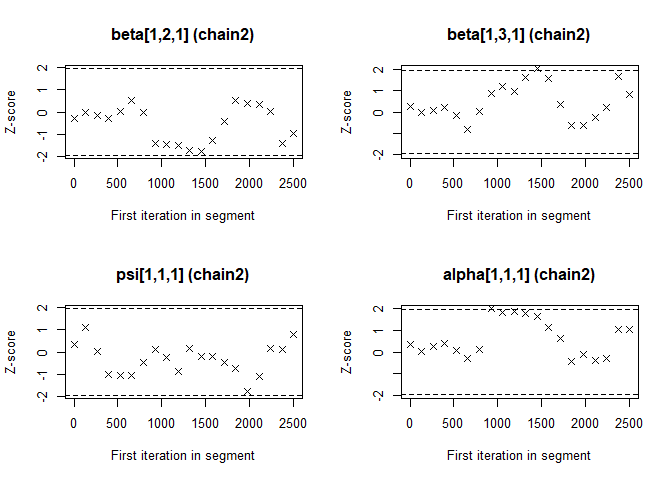 beta[1,2,1] (chain2)
Z-score
2
1
0
-1
-2
0 500 1000 1500 2000 2500
First iteration in segment
beta[1,3,1] (chain2)
Z-score
2
0
-2
0 500 1000 1500 2000 2500
First iteration in segment
psi[1,1,1] (chain2)
Z-score
2
1
0
-1
-2
0 500 1000 1500 2000 2500
First iteration in segment
alpha[1,1,1] (chain2)
Z-score
2
0
-2
0 500 1000 1500 2000 2500
First iteration in segment